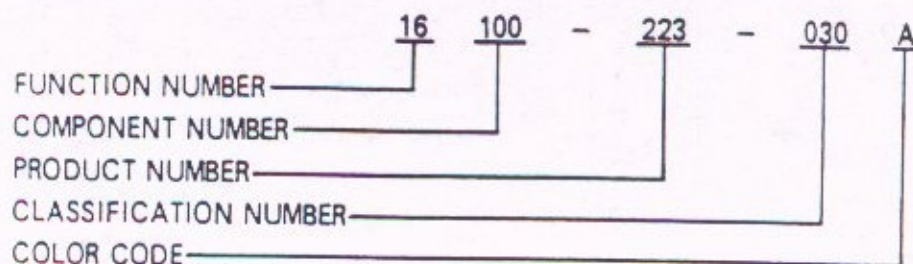 16 100 - 223 - 030 A
FUNCTION NUMBER
COMPONENT NUMBER
PRODUCT NUMBER
CLASSIFICATION NUMBER
COLOR CODE